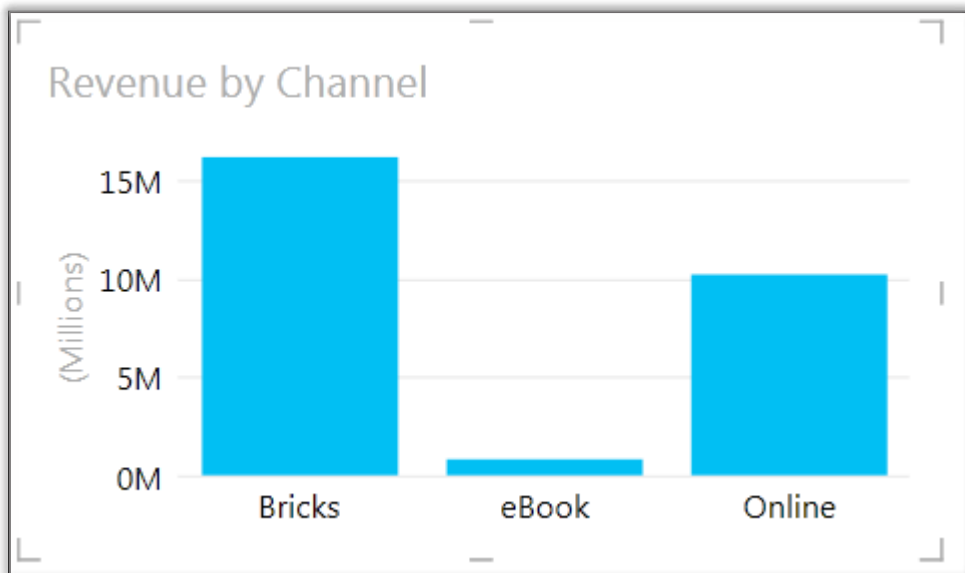 Revenue by Channel
(Millions)
15M
10M
5M
0M
Bricks
eBook
Online